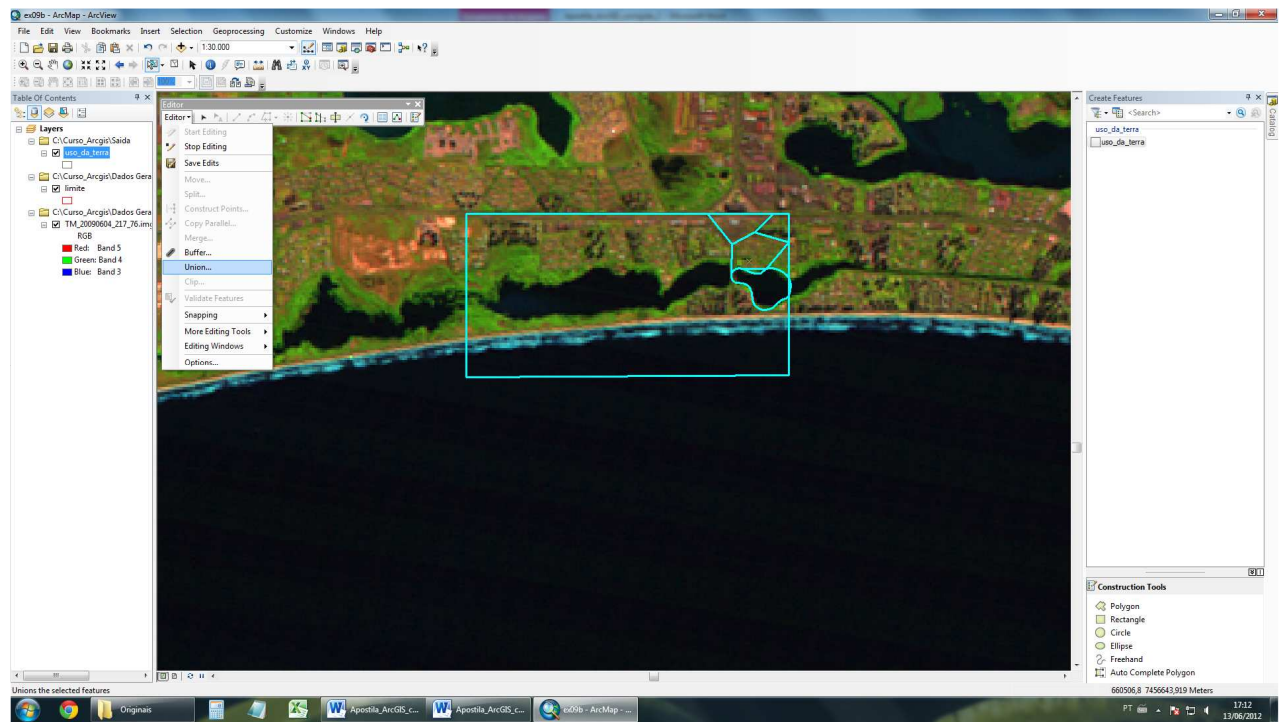 ex09b - ArcMap - ArcView
File Edit View Bookmarks Insert Selection Geoprocessing Customize Windows Help
1:30.000
Table Of Contents
Layers
C:\Curso_Arcgis\Saida
uso_da_terra
C:\Curso_Arcgis\Dados Gera
limite
C:\Curso_Arcgis\Dados Gera
TM_20090604_217_76.img
RGB
Red: Band 5
Green: Band 4
Blue: Band 3
Editor
Editor
Start Editing
Stop Editing
Save Edits
Move...
Split...
Construct Points...
Copy Parallel...
Merge...
Buffer...
Union...
Clip...
Validate Features
Snapping
More Editing Tools
Editing Windows
Options...
Create Features
<Search>
uso_da_terra
uso_da_terra
Catalog
Construction Tools
Polygon
Rectangle
Circle
Ellipse
Freehand
Auto Complete Polygon
Unions the selected features
660506,8 7456643,919 Meters
Originais
Apostila_ArcGIS_c...
Apostila_ArcGIS_c...
ex09b - ArcMap - ...
PT
17:12
13/06/2012